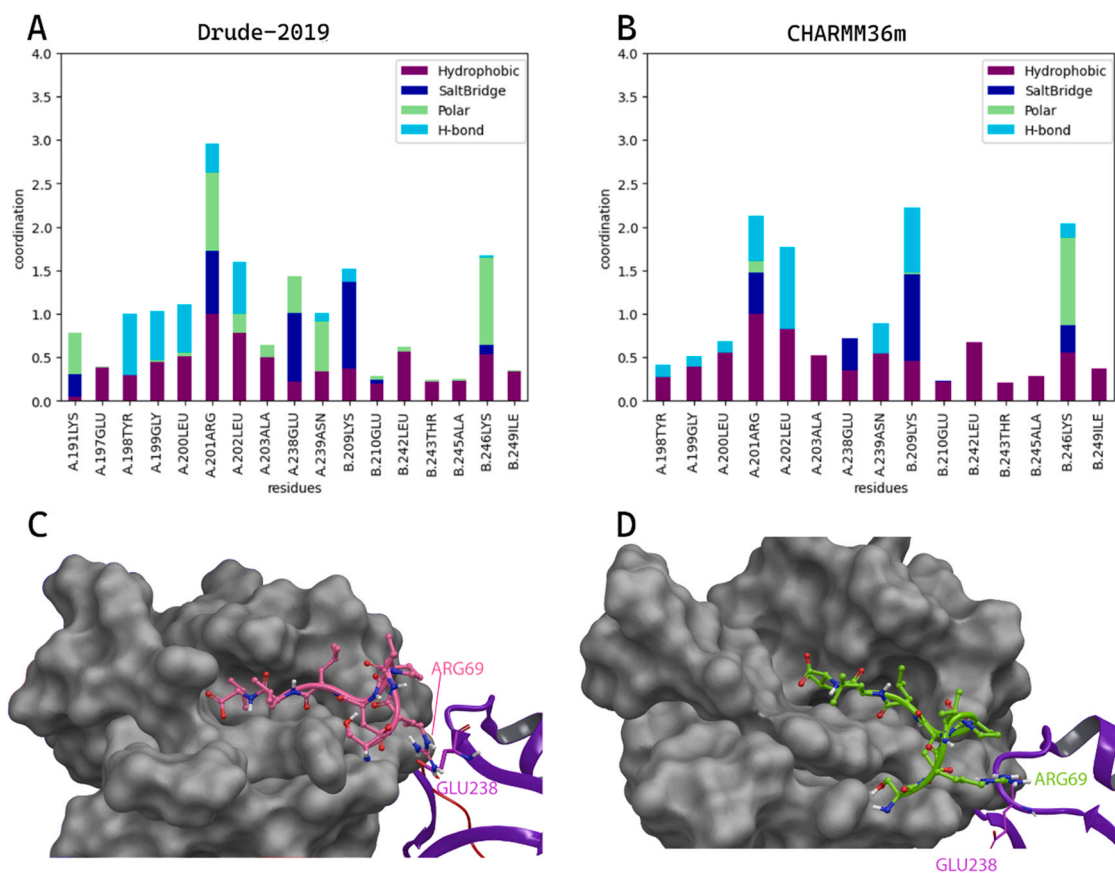 A
Drude-2019
4.0
3.5
3.0
2.5
2.0
1.5
1.0
0.5
0.0
coordination
Hydrophobic
SaltBridge
Polar
H-bond
A.191LYS
A.197GLU
A.198TYR
A.199GLY
A.200LEU
A.201ARG
A.202LEU
A.203ALA
A.238GLU
A.239ASN
B.209LYS
B.210GLU
B.242LEU
B.243THR
B.245ALA
B.246LYS
B.249ILE
residues
B
CHARMM36m
4.0
3.5
3.0
2.5
2.0
1.5
1.0
0.5
0.0
coordination
Hydrophobic
SaltBridge
Polar
H-bond
A.198TYR
A.199GLY
A.200LEU
A.201ARG
A.202LEU
A.203ALA
A.238GLU
A.239ASN
B.209LYS
B.210GLU
B.242LEU
B.243THR
B.245ALA
B.246LYS
B.249ILE
residues
C
ARG69
GLU238
D
ARG69
GLU238